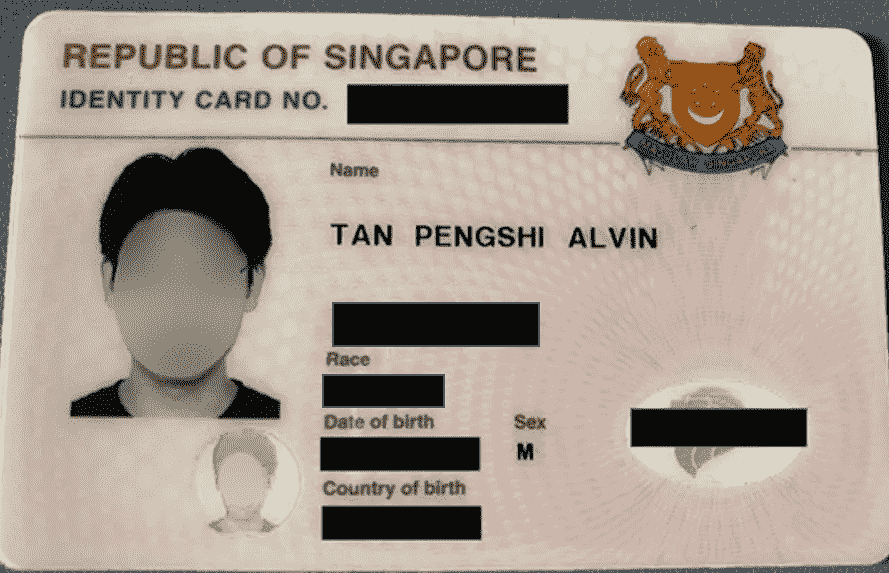 REPUBLIC OF SINGAPORE
IDENTITY CARD NO.
Name
TAN PENGSHI ALVIN
Race
Date of birth
Sex
M
Country of birth